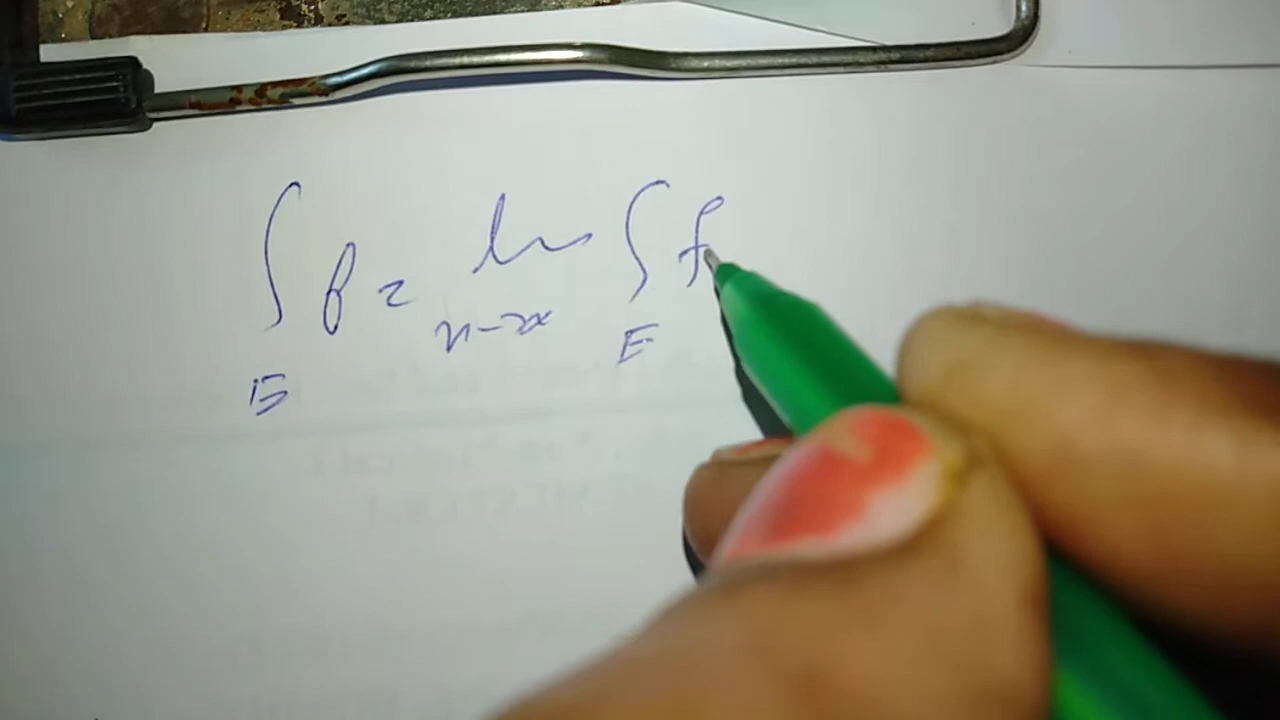 ∫ f = lim ∫ f
E n→∞ E